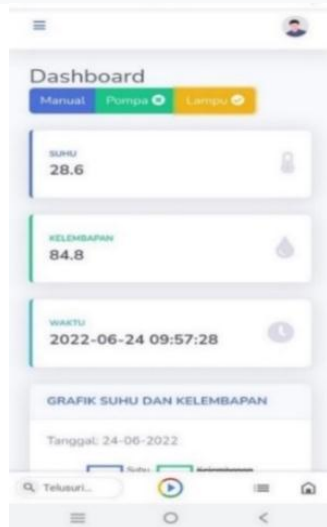 Dashboard
Manual Pompa Lampu
SUHU
28.6
KELEMBAPAN
84.8
WAKTU
2022-06-24 09:57:28
GRAFIK SUHU DAN KELEMBAPAN
Tanggal: 24-06-2022
Suhu Kelembapan
Telusuri...